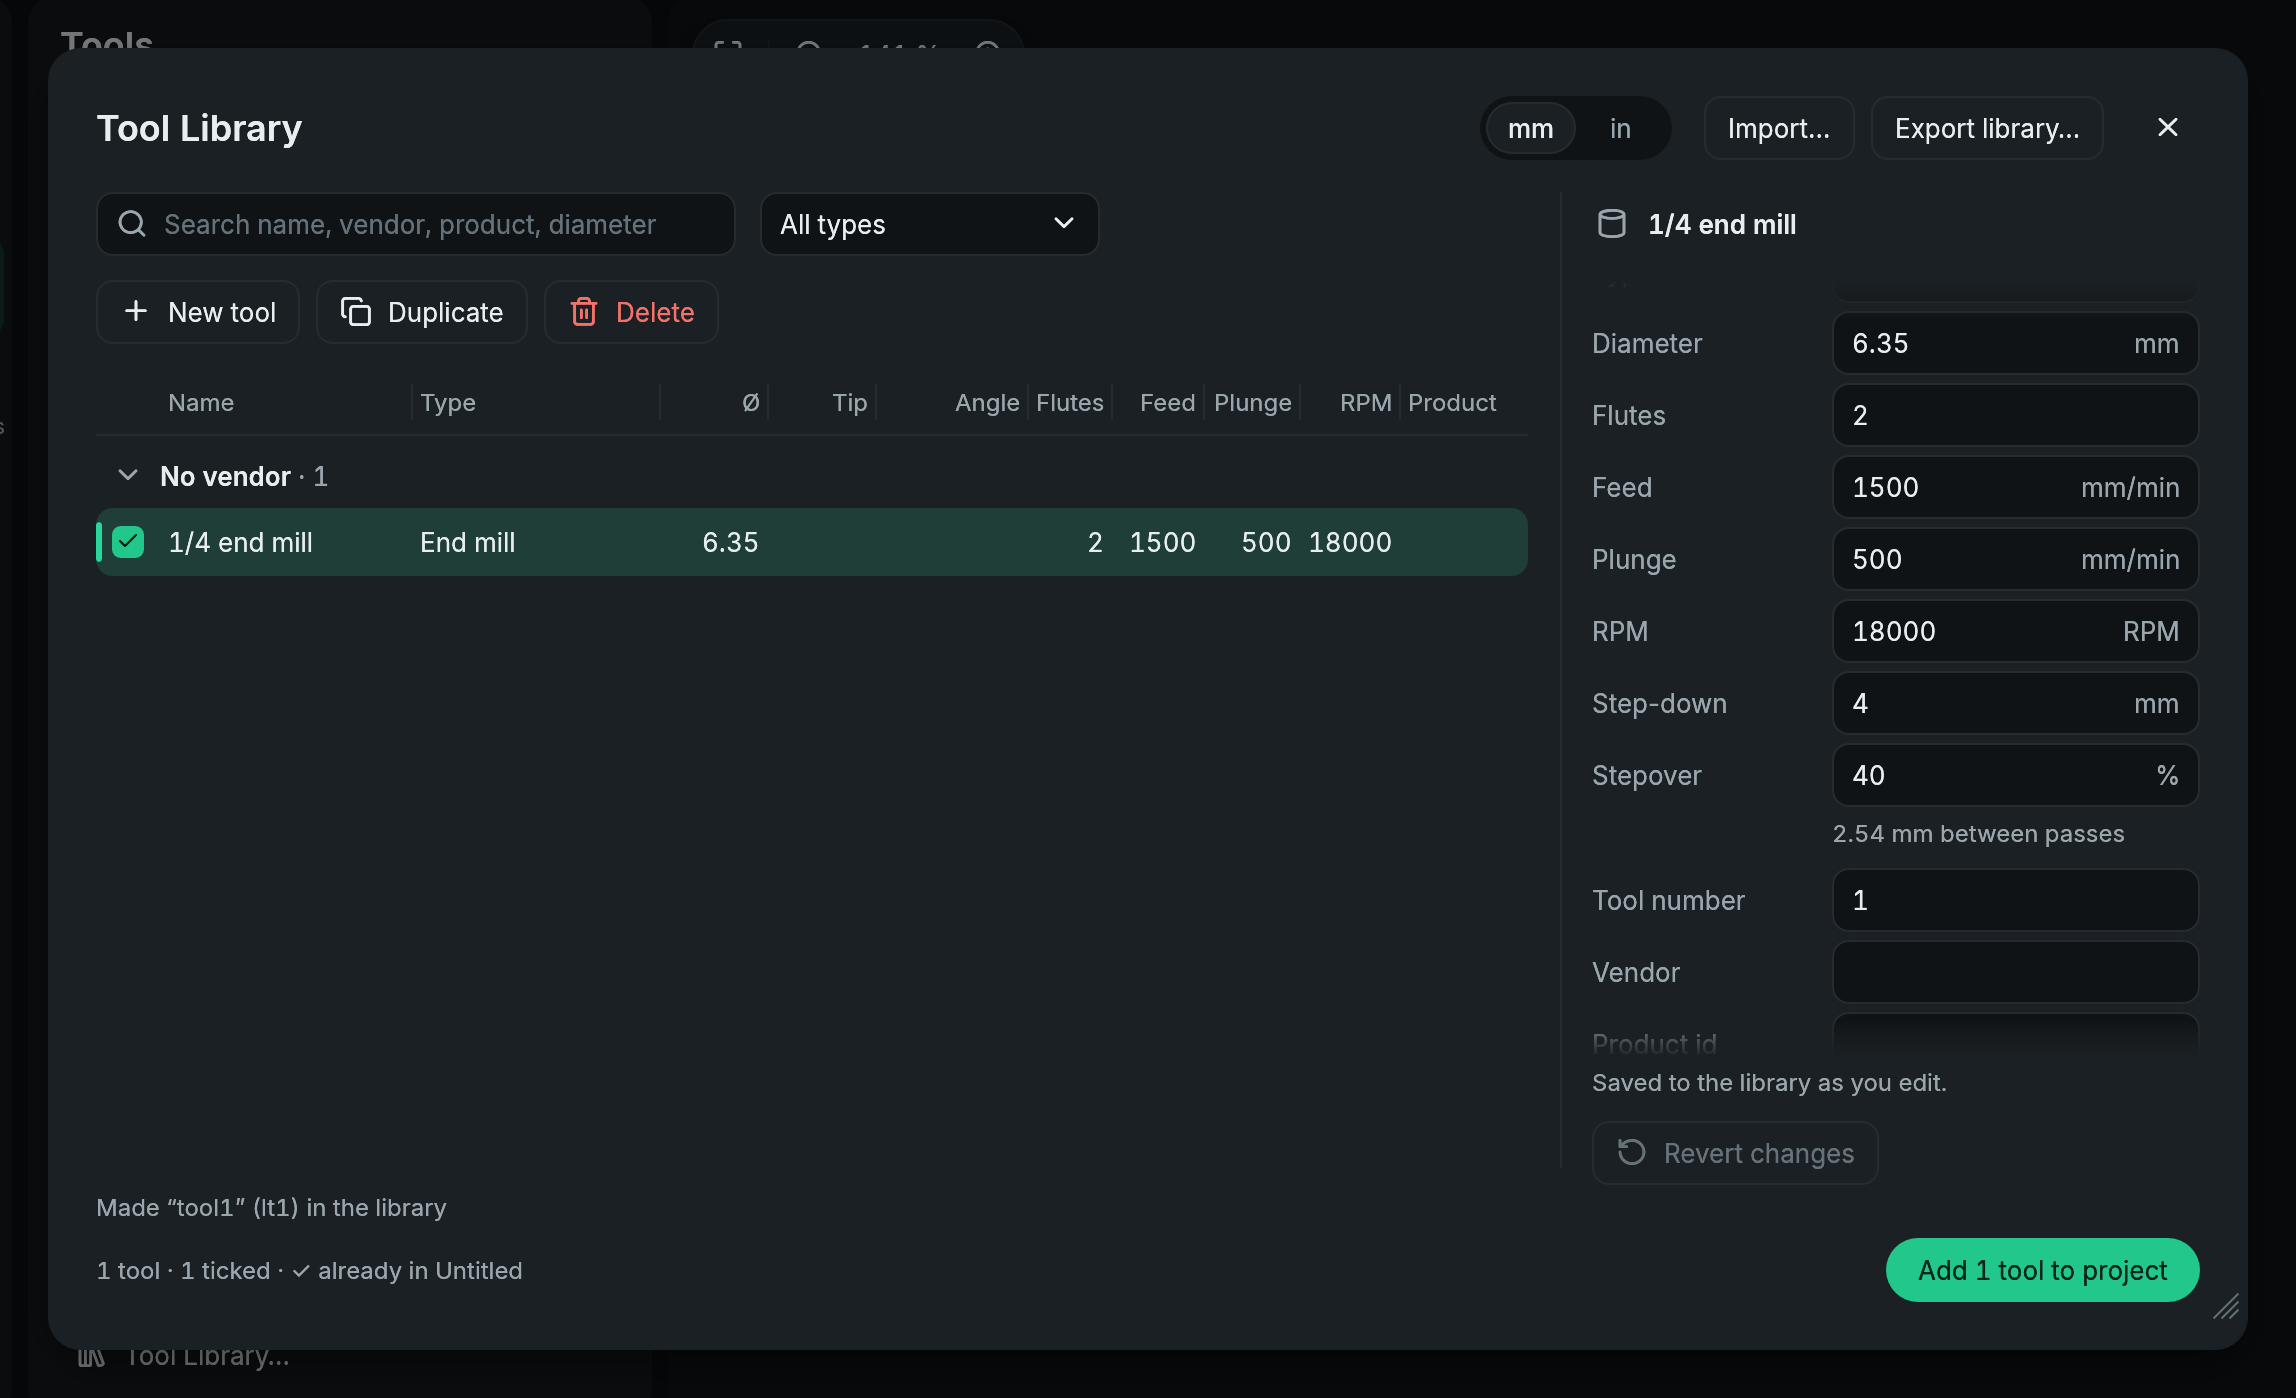 Tools
141 %
Tool Library
mm in Import... Export library... ×
Search name, vendor, product, diameter
All types
1/4 end mill
New tool Duplicate Delete
Diameter 6.35 mm
Name Type Ø Tip Angle Flutes Feed Plunge RPM Product
Flutes 2
No vendor · 1
Feed 1500 mm/min
1/4 end mill End mill 6.35 2 1500 500 18000
Plunge 500 mm/min
RPM 18000 RPM
Step-down 4 mm
Stepover 40 %
2.54 mm between passes
Tool number 1
Vendor
Product id
Saved to the library as you edit.
Revert changes
Made “tool1” (lt1) in the library
1 tool · 1 ticked · ✓ already in Untitled
Add 1 tool to project
Tool Library...